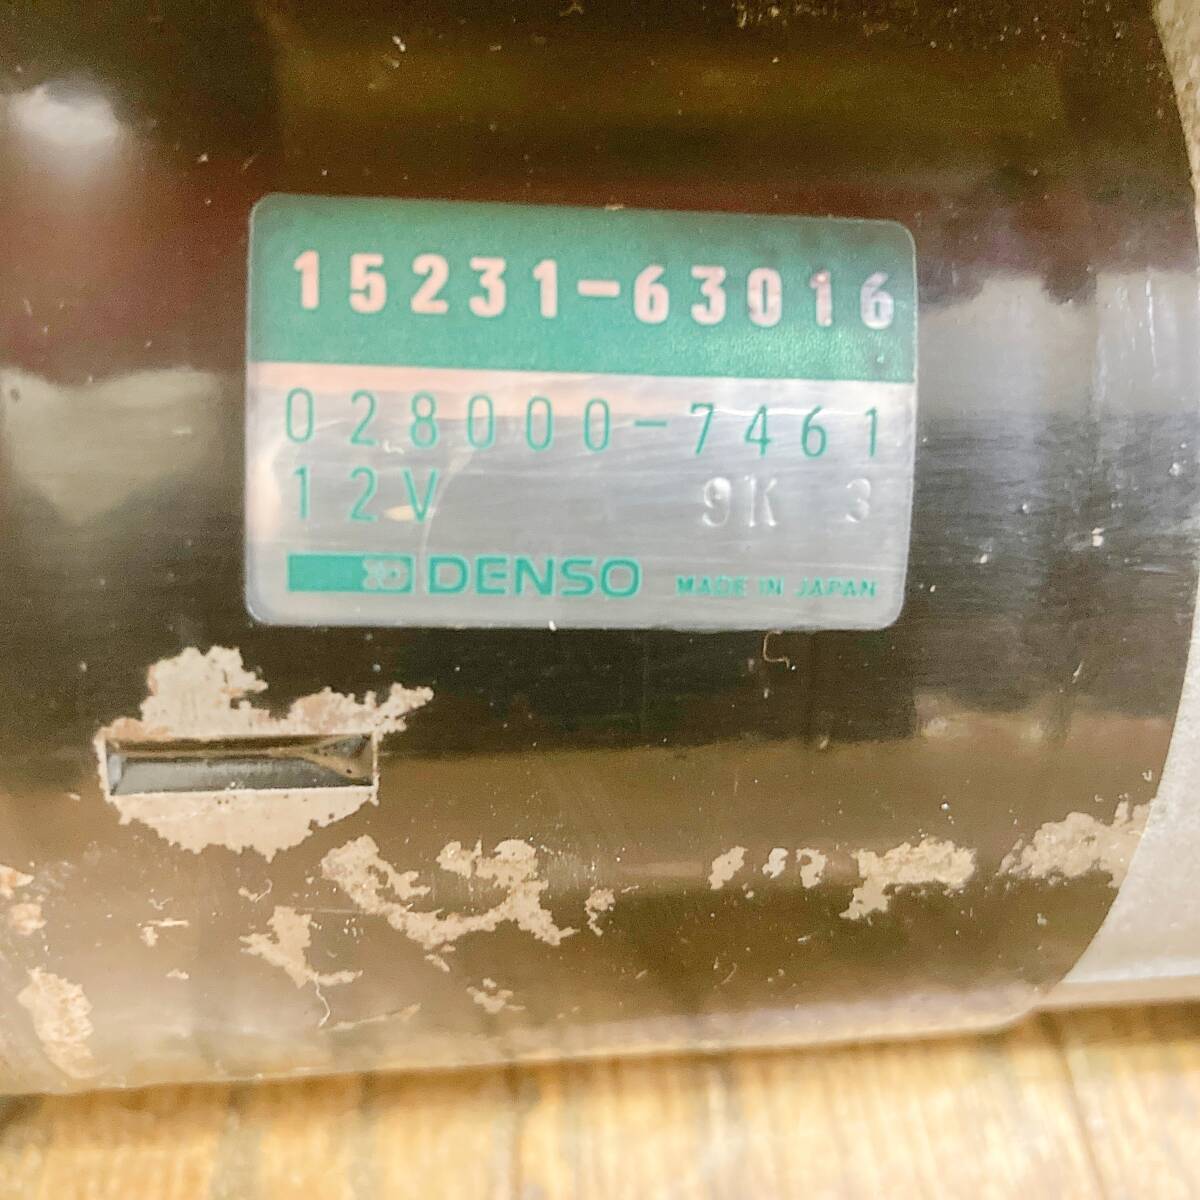 15231-63016
028000-7461
12V 9K 3
DENSO MADE IN JAPAN